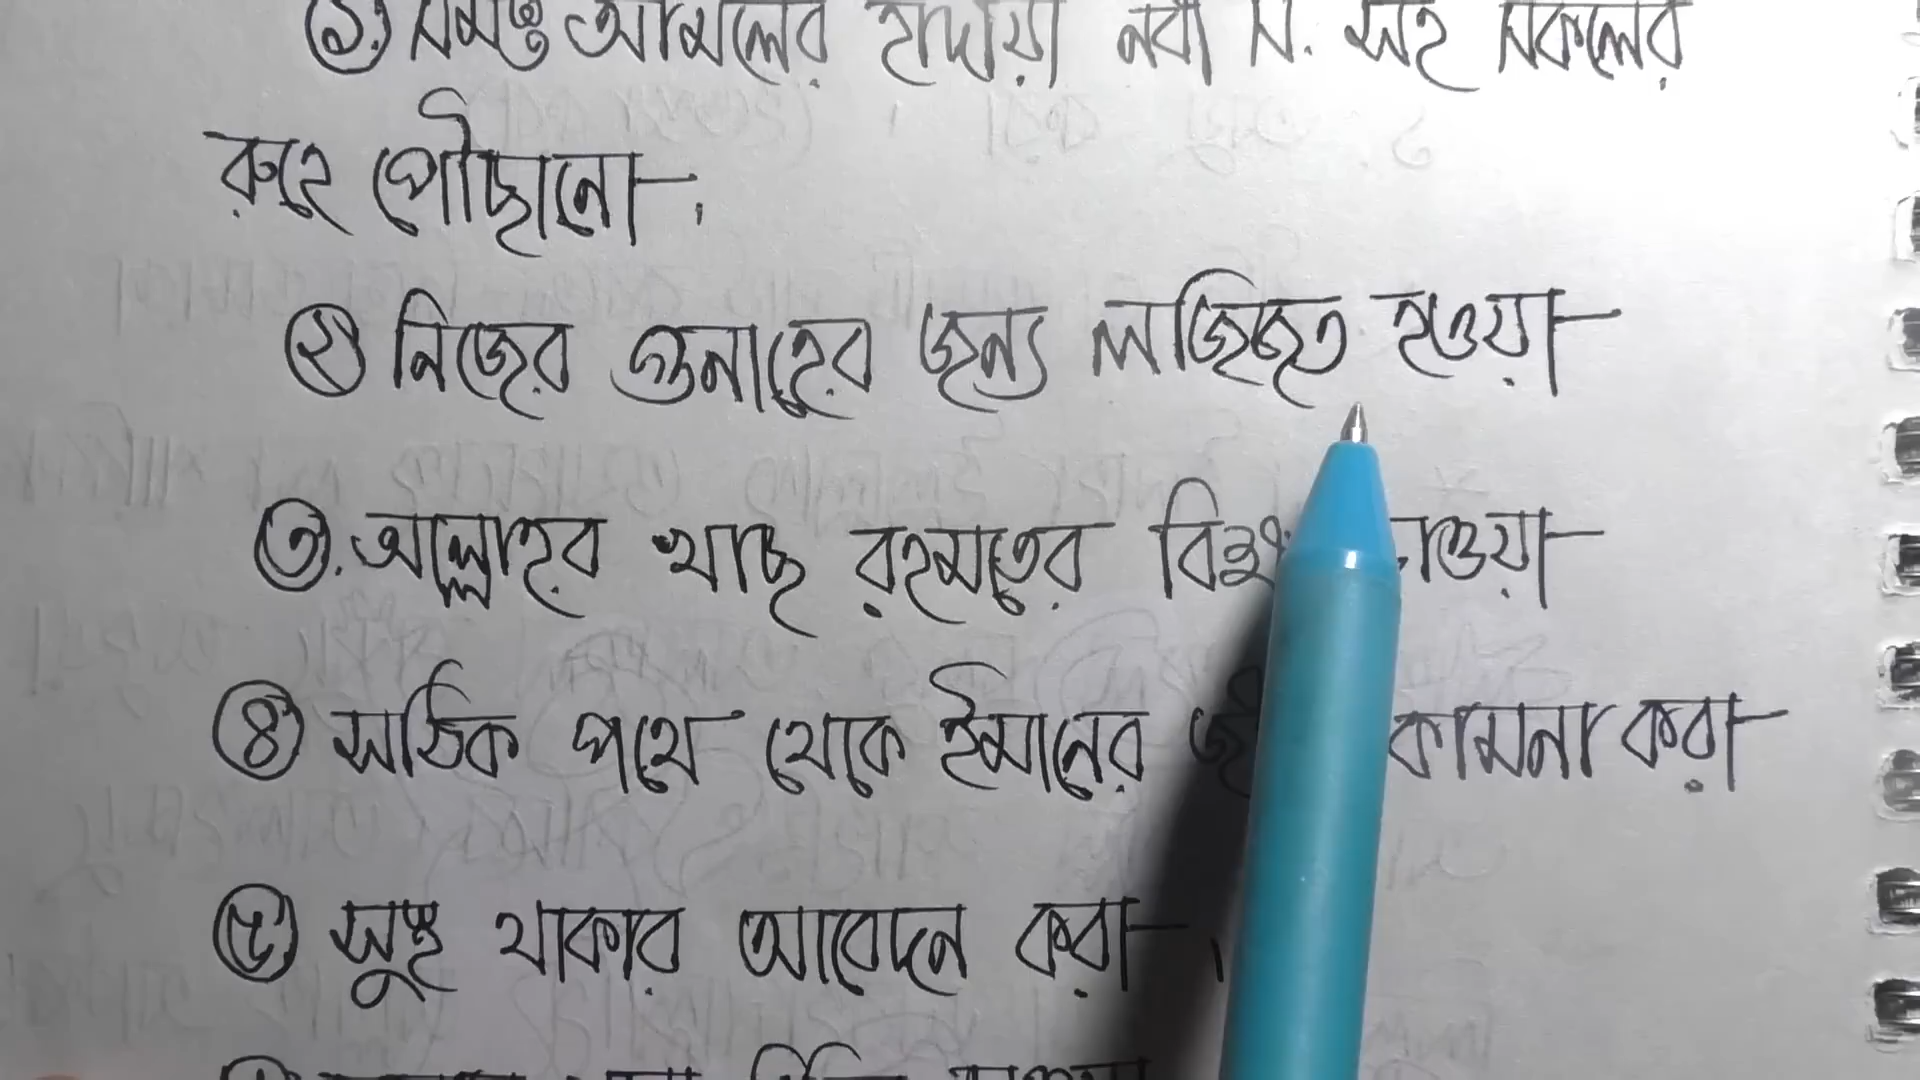 ১. সমস্ত আমলের হাদীয়া নবী স. সহ সকলের
রুহে পৌঁছানো।
২ নিজের গুনাহের জন্য লজ্জিত হওয়া
৩. আল্লাহর খাছ রহমতের চাওয়া
৪ সঠিক পথে থেকে ঈমানের কামনা করা
৫ সুস্থ থাকার আবেদন করা।